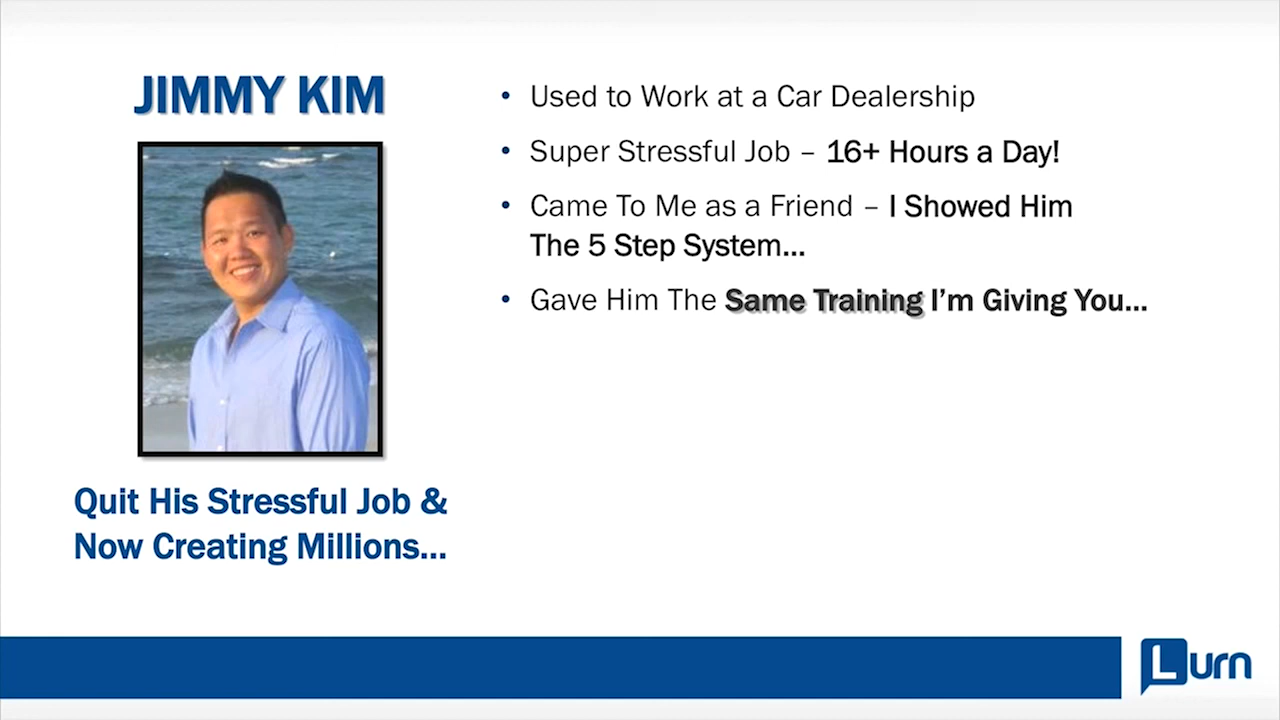 JIMMY KIM
Quit His Stressful Job &
Now Creating Millions...
• Used to Work at a Car Dealership
• Super Stressful Job – 16+ Hours a Day!
• Came To Me as a Friend – I Showed Him
The 5 Step System...
• Gave Him The Same Training I'm Giving You...
Lurn